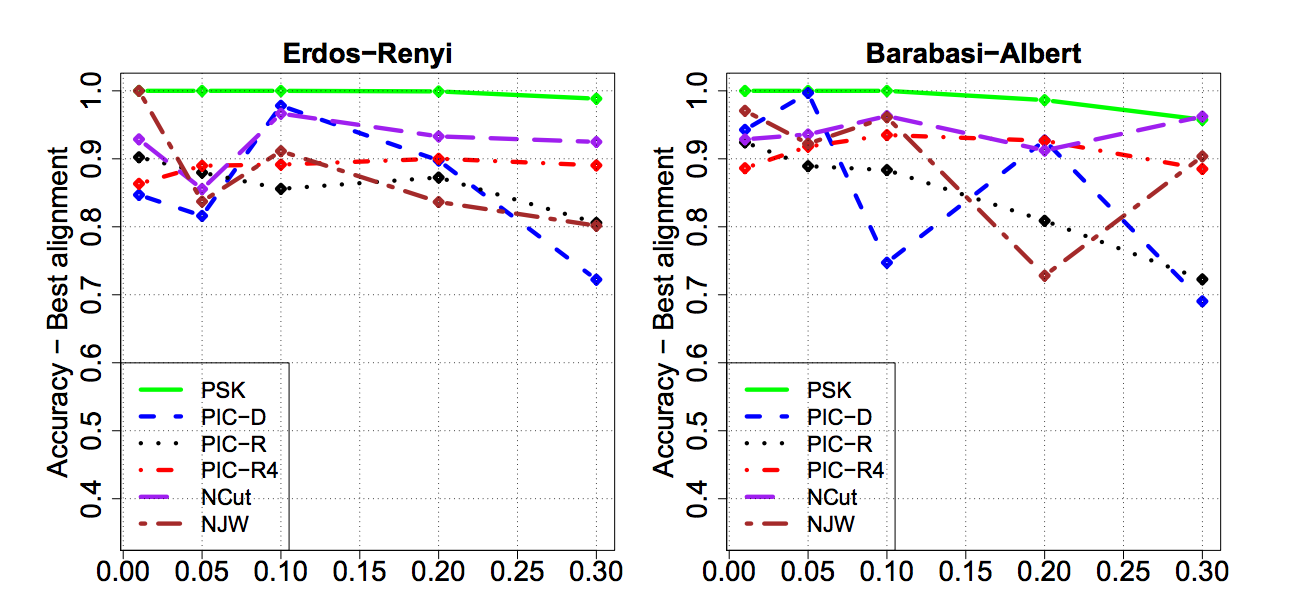 Erdos−Renyi
Accuracy − Best alignment
1.0
0.9
0.8
0.7
0.6
0.5
0.4
PSK
PIC−D
PIC−R
PIC−R4
NCut
NJW
0.00 0.05 0.10 0.15 0.20 0.25 0.30
Barabasi−Albert
Accuracy − Best alignment
1.0
0.9
0.8
0.7
0.6
0.5
0.4
PSK
PIC−D
PIC−R
PIC−R4
NCut
NJW
0.00 0.05 0.10 0.15 0.20 0.25 0.30